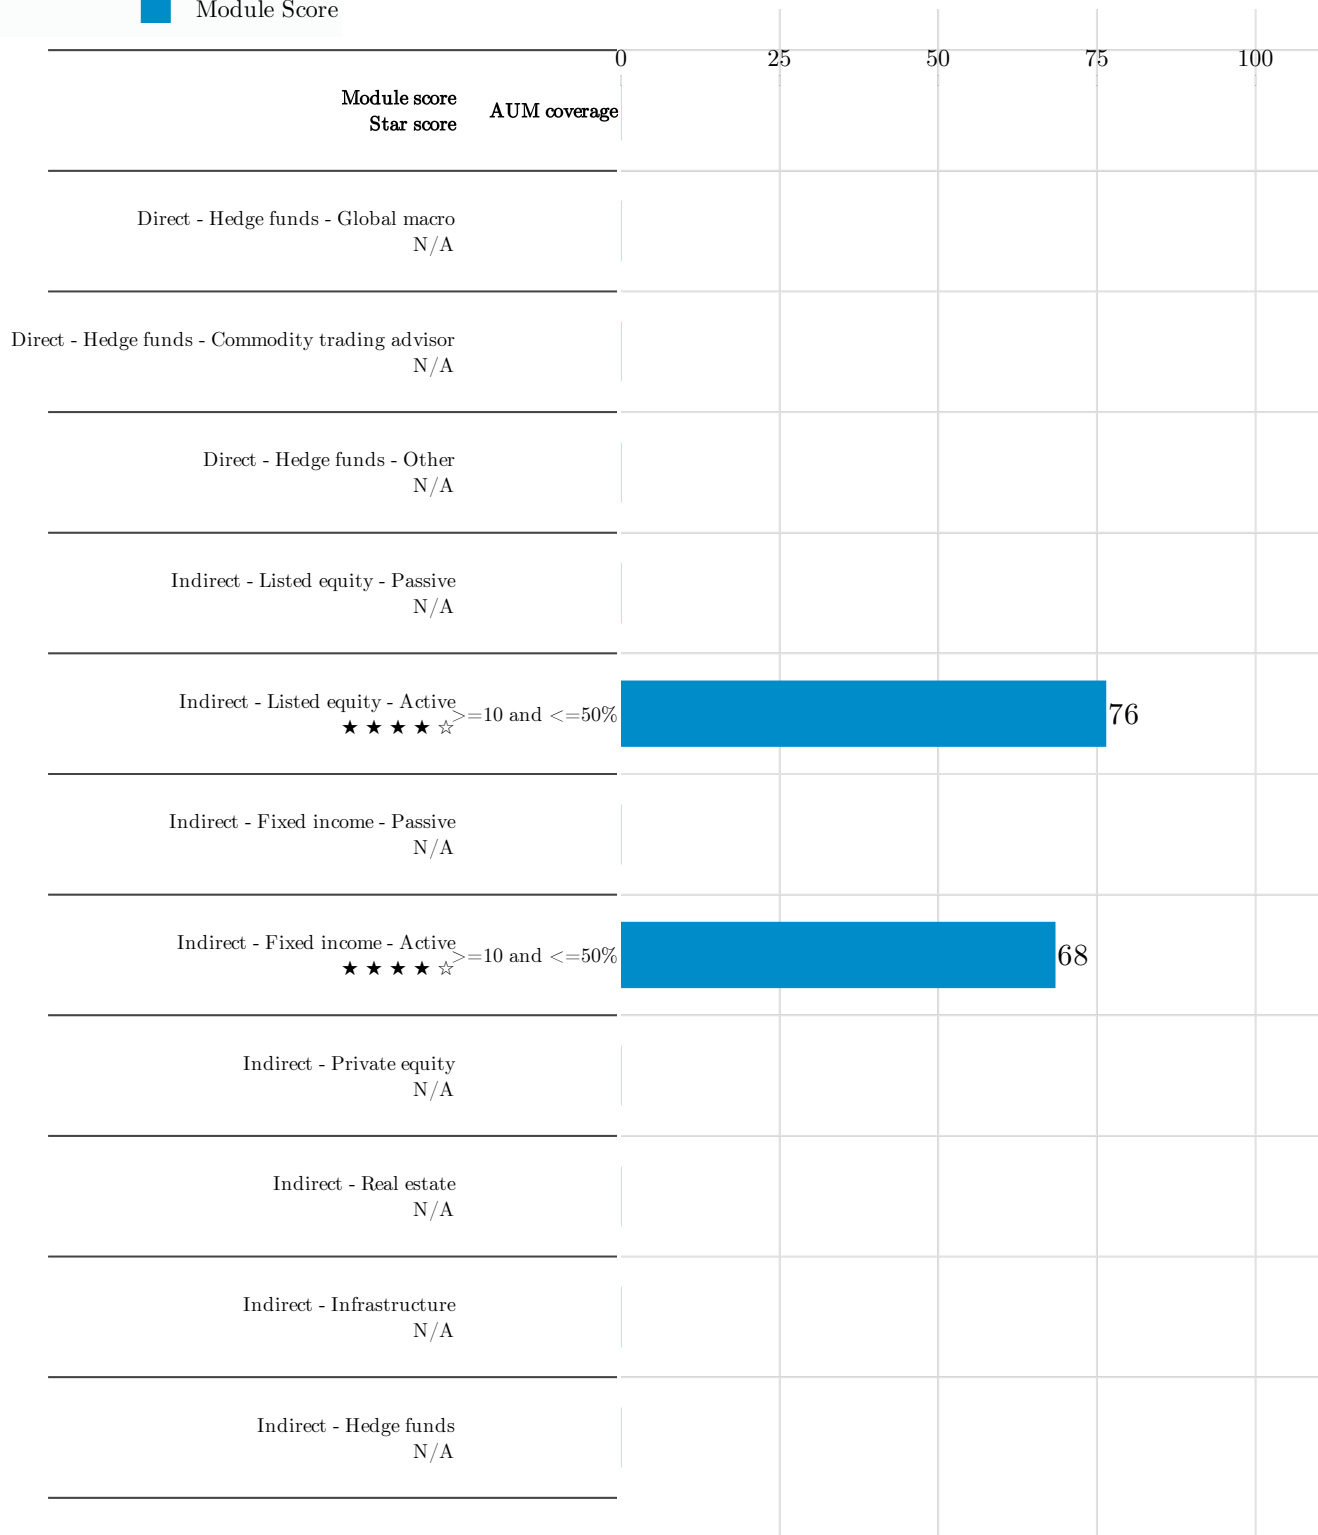 Module Score
0 25 50 75 100
Module score
Star score
AUM coverage
Direct - Hedge funds - Global macro
N/A
Direct - Hedge funds - Commodity trading advisor
N/A
Direct - Hedge funds - Other
N/A
Indirect - Listed equity - Passive
N/A
Indirect - Listed equity - Active
★ ★ ★ ★ ☆
>=10 and <=50%
76
Indirect - Fixed income - Passive
N/A
Indirect - Fixed income - Active
★ ★ ★ ★ ☆
>=10 and <=50%
68
Indirect - Private equity
N/A
Indirect - Real estate
N/A
Indirect - Infrastructure
N/A
Indirect - Hedge funds
N/A